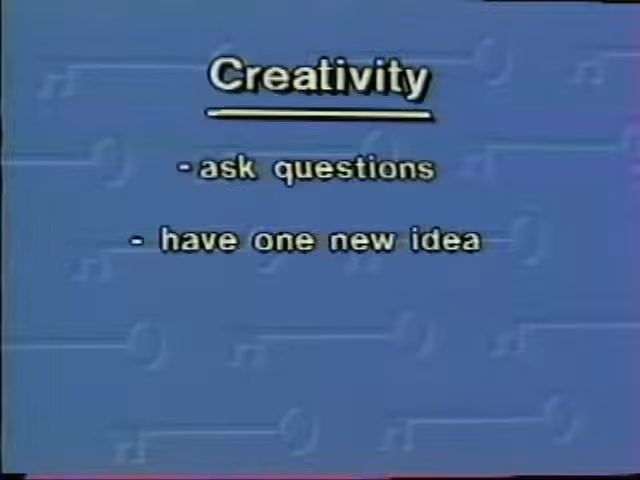 Creativity
- ask questions
- have one new idea